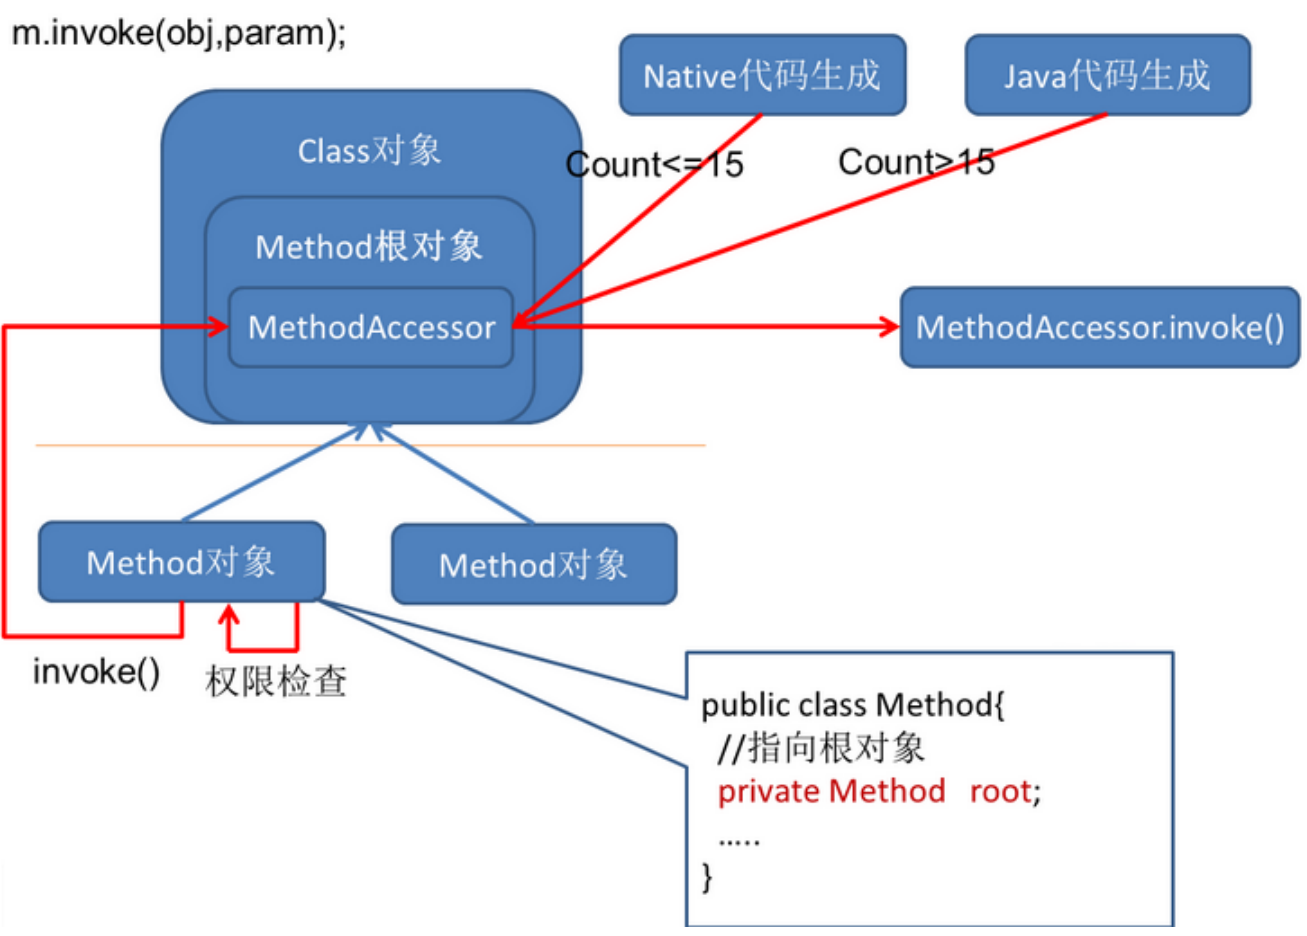 m.invoke(obj,param);
Native代码生成
Java代码生成
Class对象
Count<=15
Count>15
Method根对象
MethodAccessor
MethodAccessor.invoke()
Method对象
Method对象
invoke()
权限检查
public class Method{
//指向根对象
private Method root;
.....
}